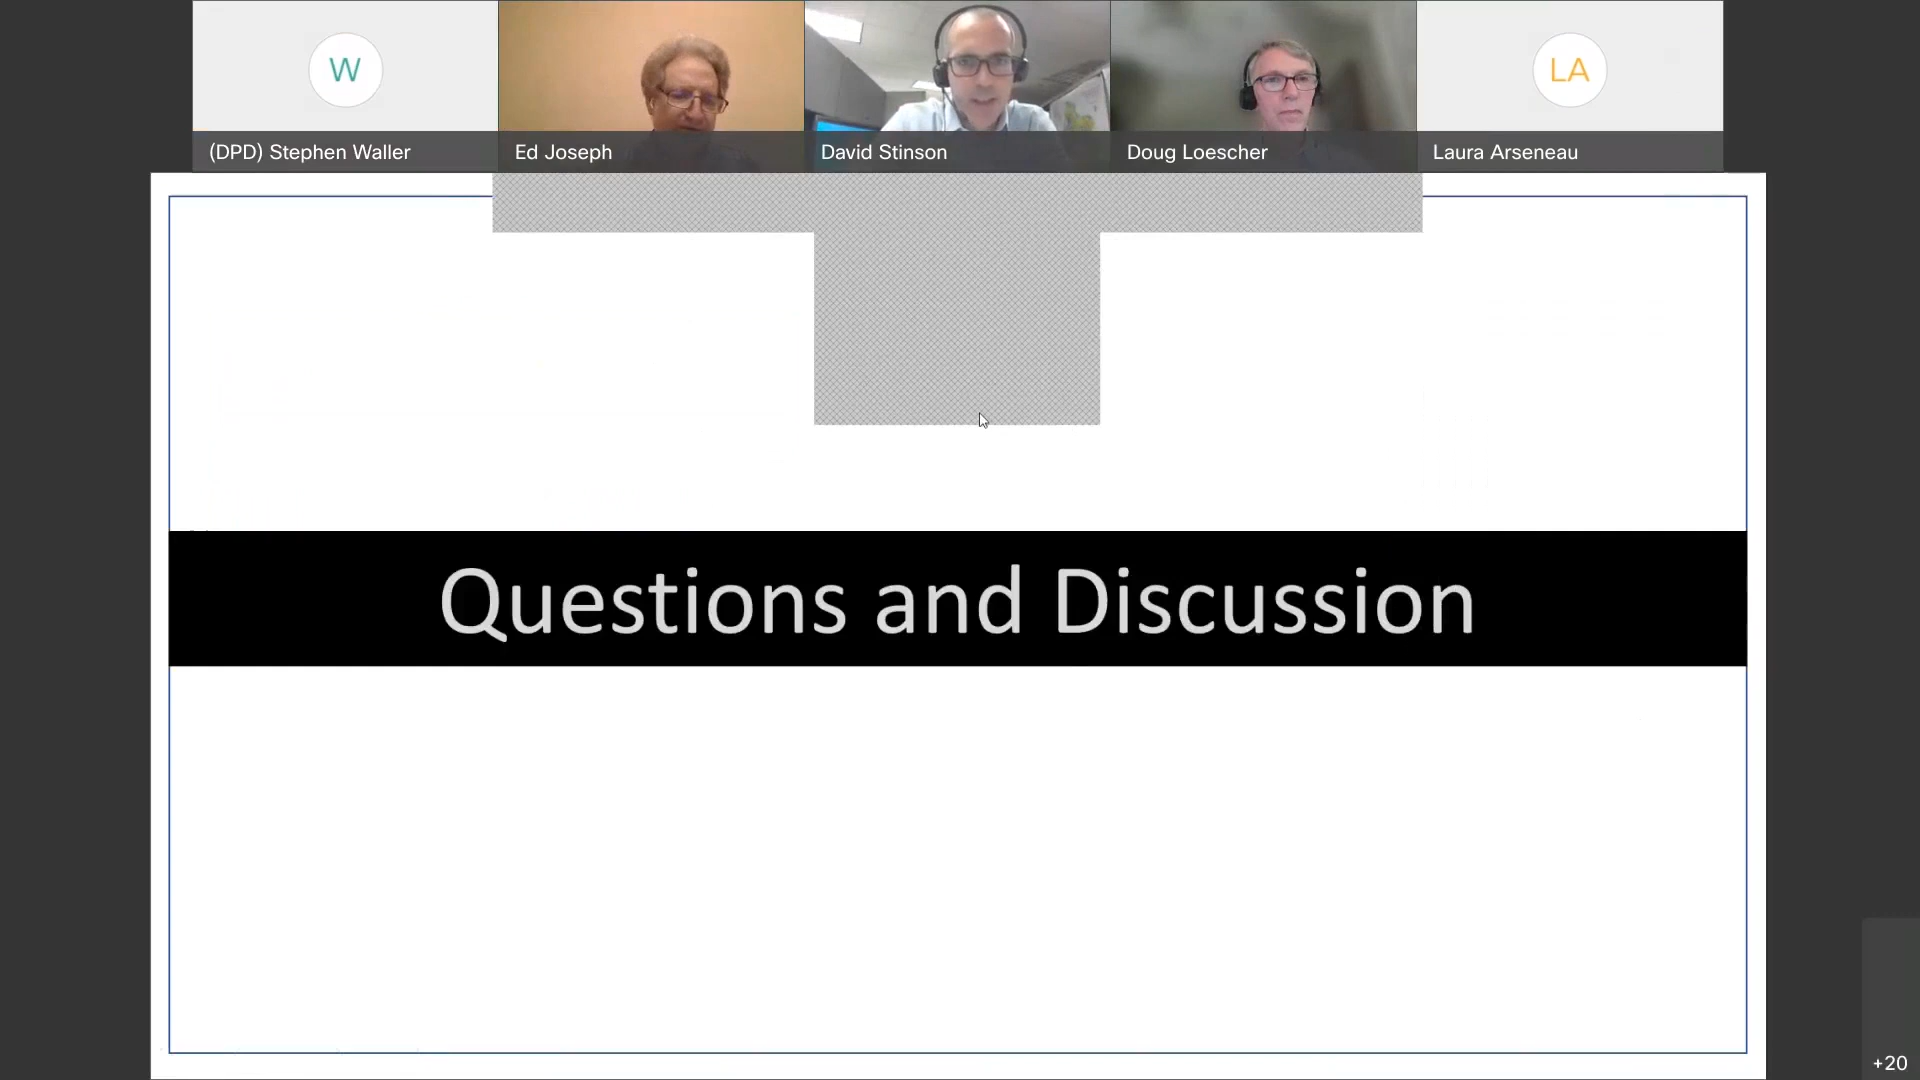 W
LA
(DPD) Stephen Waller
Ed Joseph
David Stinson
Doug Loescher
Laura Arseneau
Questions and Discussion
+20